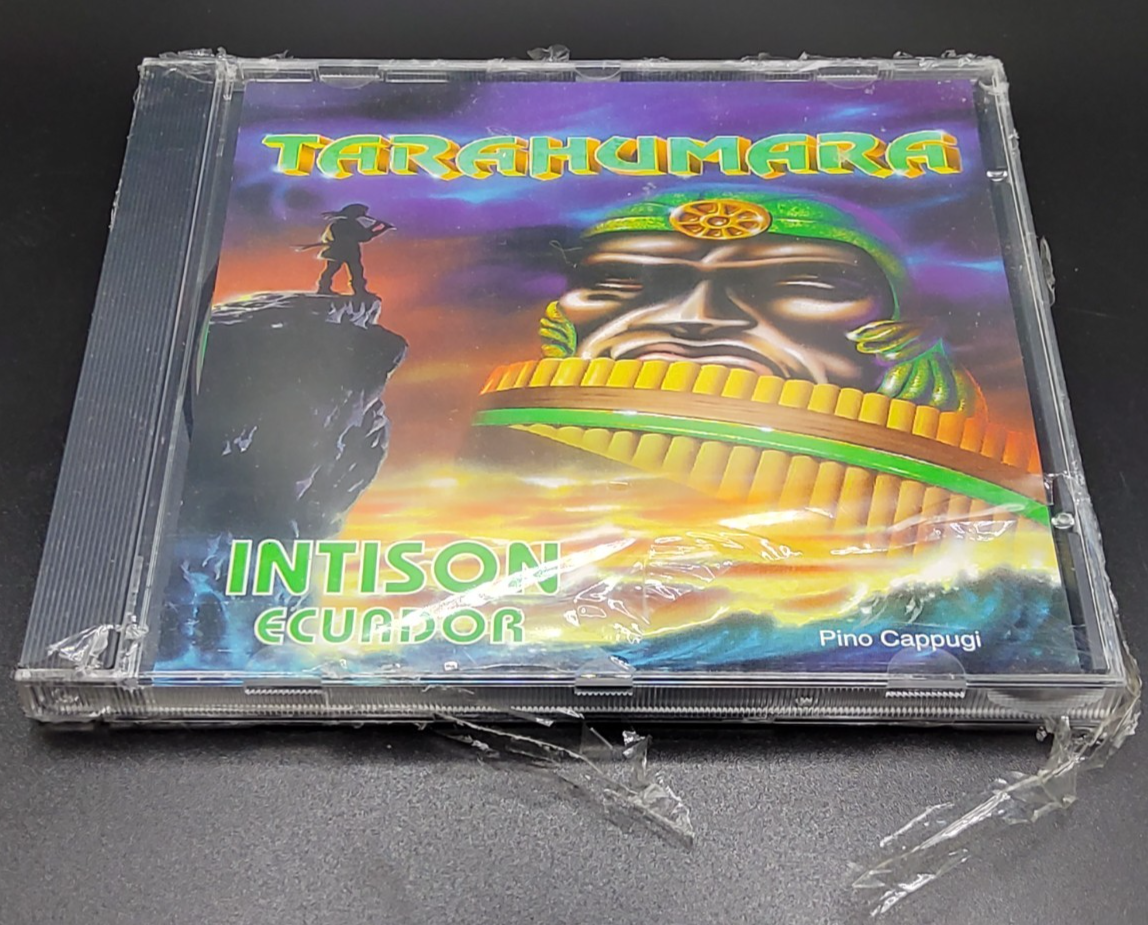 TARAHUMARA
INTISON
ECUADOR
Pino Cappugi